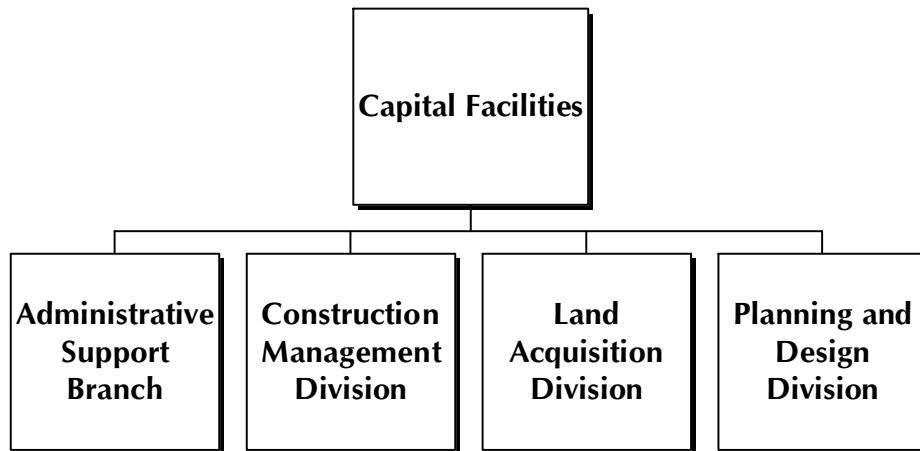 Capital Facilities
Administrative
Support
Branch
Construction
Management
Division
Land
Acquisition
Division
Planning and
Design
Division